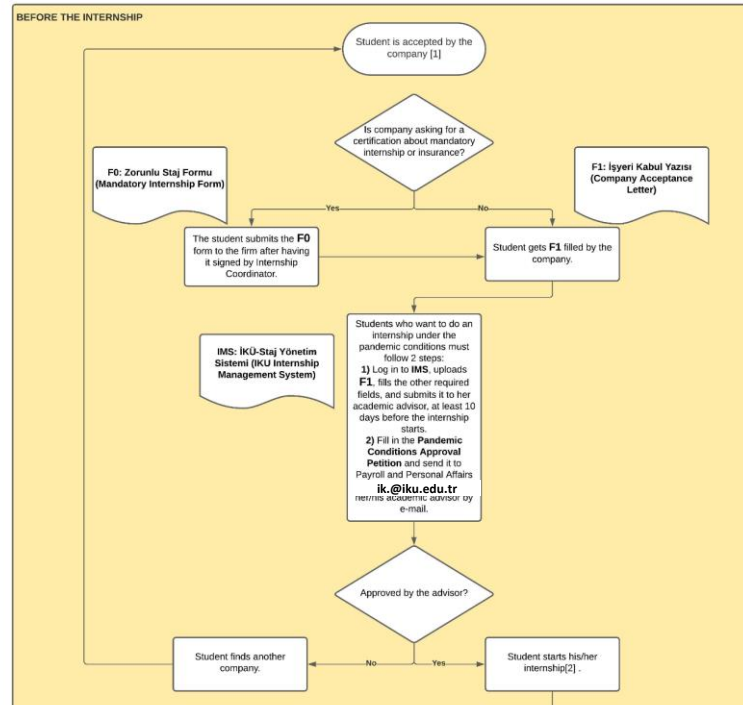 BEFORE THE INTERNSHIP
Student is accepted by the
company [1]
Is company asking for a
certification about mandatory
internship or insurance?
F0: Zorunlu Staj Formu
(Mandatory Internship Form)
F1: İşyeri Kabul Yazısı
(Company Acceptance
Letter)
Yes
No
The student submits the F0
form to the firm after having
it signed by Internship
Coordinator.
Student gets F1 filled by the
company.
IMS: İKÜ-Staj Yönetim
Sistemi (IKU Internship
Management System)
Students who want to do an
internship under the
pandemic conditions must
follow 2 steps:
1) Log in to IMS, uploads
F1, fills the other required
fields, and submits it to her
academic advisor, at least 10
days before the internship
starts.
2) Fill in the Pandemic
Conditions Approval
Petition and send it to
Payroll and Personal Affairs
ik.@iku.edu.tr
her/his academic advisor by
e-mail.
Approved by the advisor?
No
Yes
Student finds another
company.
Student starts his/her
internship[2] .